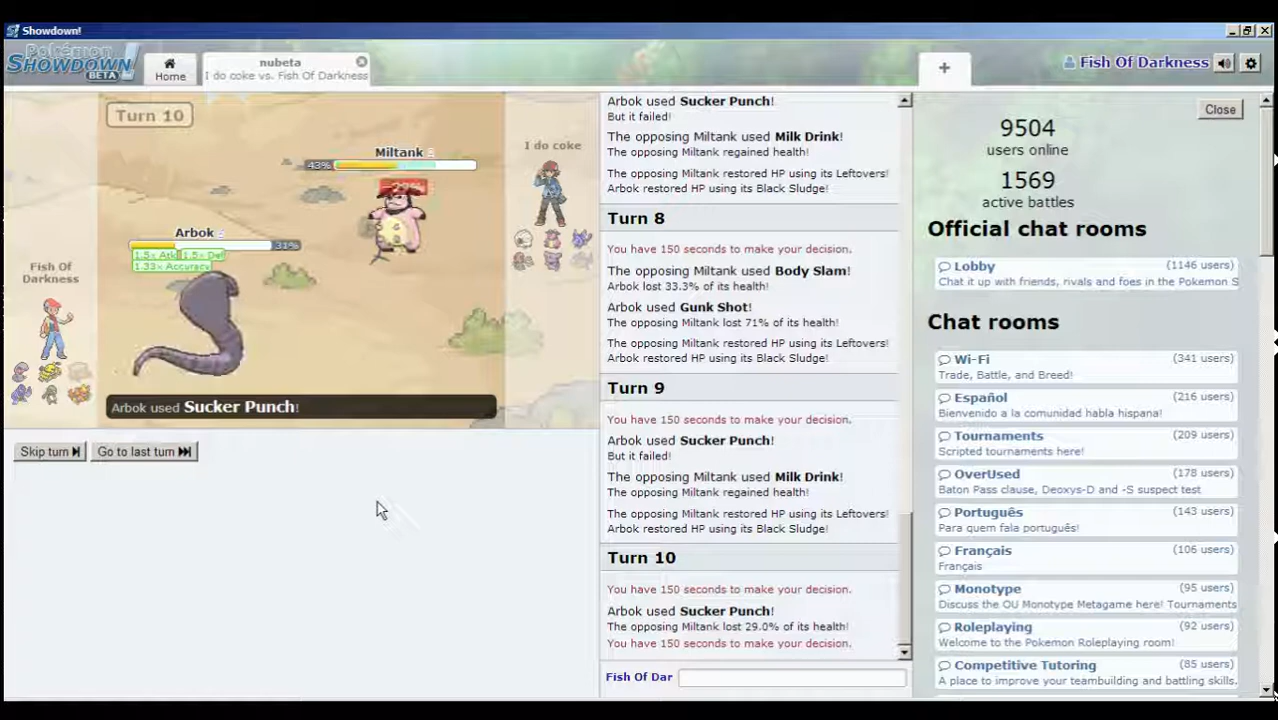 Showdown!
Pokémon
SHOWDOWN!
BETA
Home
nubeta
I do coke vs. Fish Of Darkness
+
Fish Of Darkness
Turn 10
Miltank
43%
-29%
Arbok
31%
1.5× Atk 1.5× Def
1.33× Accuracy
I do coke
Fish Of
Darkness
Arbok used Sucker Punch!
Skip turn
Go to last turn
Arbok used Sucker Punch!
But it failed!
The opposing Miltank used Milk Drink!
The opposing Miltank regained health!
The opposing Miltank restored HP using its Leftovers!
Arbok restored HP using its Black Sludge!
Turn 8
You have 150 seconds to make your decision.
The opposing Miltank used Body Slam!
Arbok lost 33.3% of its health!
Arbok used Gunk Shot!
The opposing Miltank lost 71% of its health!
The opposing Miltank restored HP using its Leftovers!
Arbok restored HP using its Black Sludge!
Turn 9
You have 150 seconds to make your decision.
Arbok used Sucker Punch!
But it failed!
The opposing Miltank used Milk Drink!
The opposing Miltank regained health!
The opposing Miltank restored HP using its Leftovers!
Arbok restored HP using its Black Sludge!
Turn 10
You have 150 seconds to make your decision.
Arbok used Sucker Punch!
The opposing Miltank lost 29.0% of its health!
You have 150 seconds to make your decision.
Fish Of Dar
Close
9504
users online
1569
active battles
Official chat rooms
Lobby (1146 users)
Chat it up with friends, rivals and foes in the Pokemon S
Chat rooms
Wi-Fi (341 users)
Trade, Battle, and Breed!
Español (216 users)
Bienvenido a la comunidad habla hispana!
Tournaments (209 users)
Scripted tournaments here!
OverUsed (178 users)
Baton Pass clause, Deoxys-D and -S suspect test
Português (143 users)
Para quem fala português!
Français (106 users)
Français
Monotype (95 users)
Discuss the OU Monotype Metagame here! Tournaments
Roleplaying (92 users)
Welcome to the Pokemon Roleplaying room!
Competitive Tutoring (85 users)
A place to improve your teambuilding and battling skills.